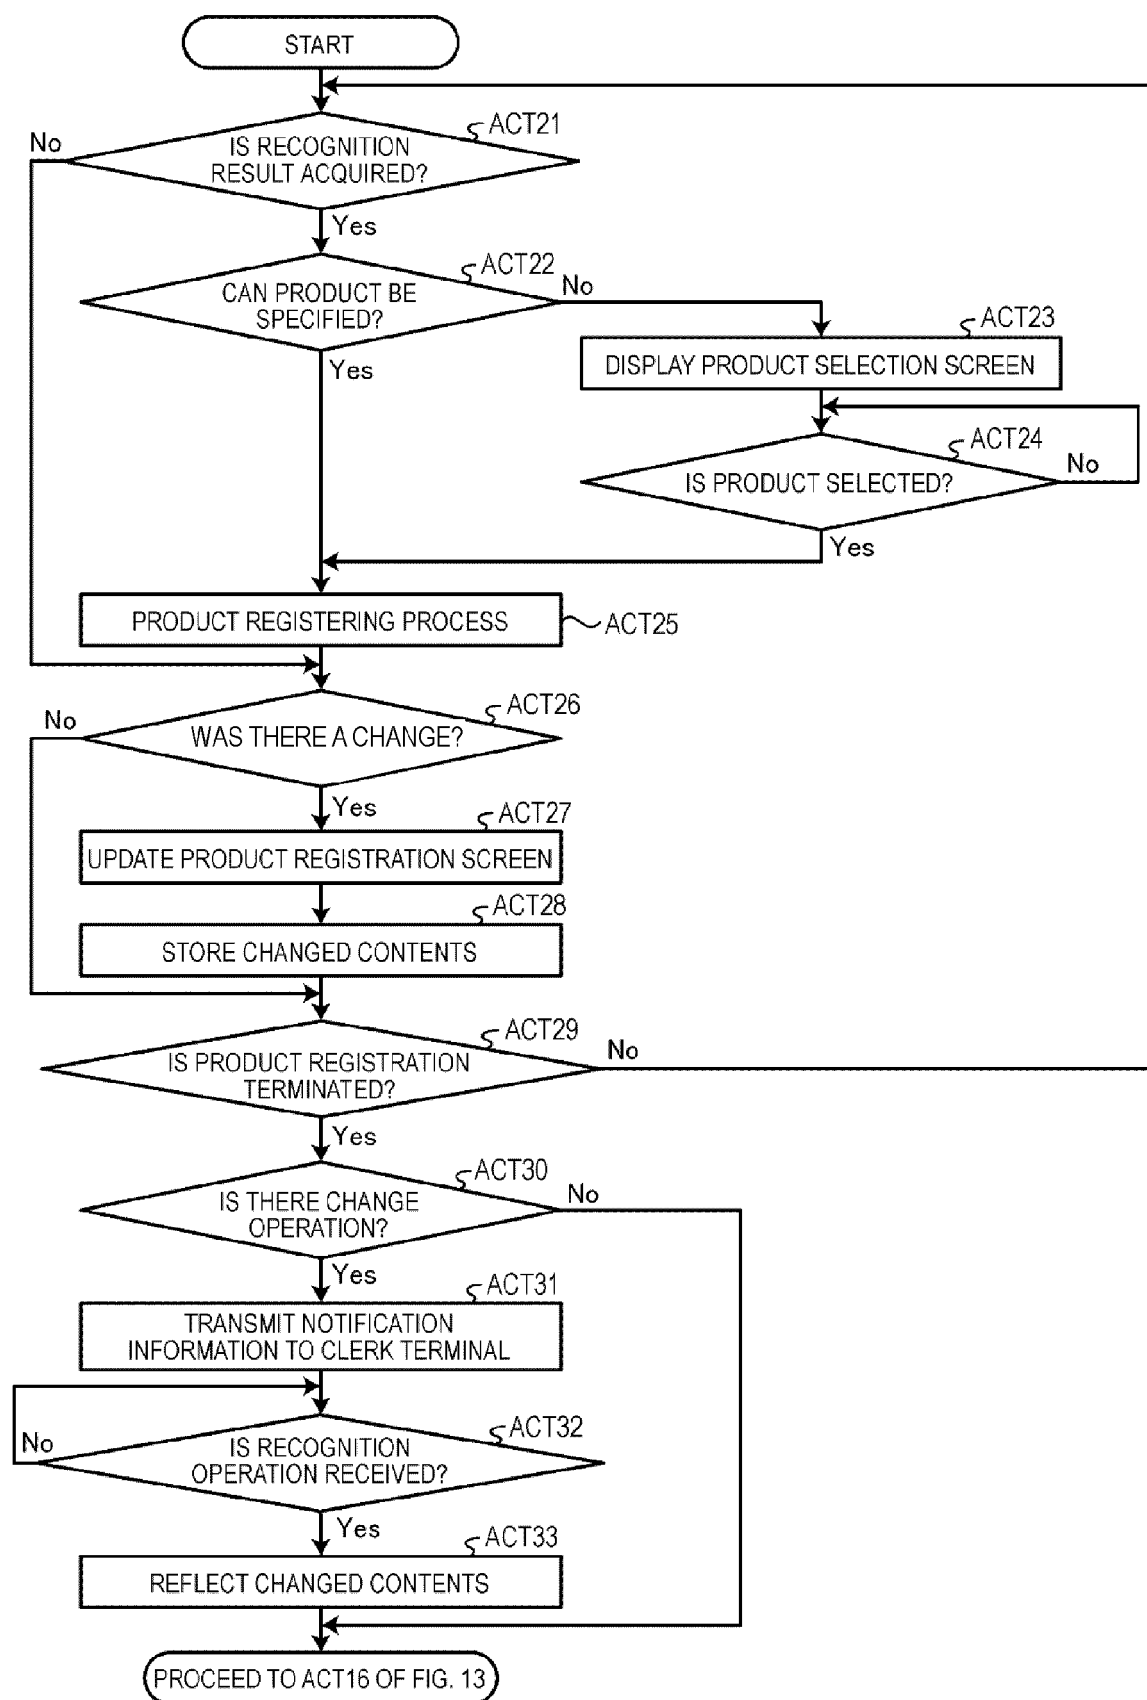 START
ACT21
No
IS RECOGNITION
RESULT ACQUIRED?
Yes
ACT22
No
CAN PRODUCT BE
SPECIFIED?
Yes
ACT23
DISPLAY PRODUCT SELECTION SCREEN
ACT24
No
IS PRODUCT SELECTED?
Yes
PRODUCT REGISTERING PROCESS
ACT25
ACT26
No
WAS THERE A CHANGE?
Yes
ACT27
UPDATE PRODUCT REGISTRATION SCREEN
ACT28
STORE CHANGED CONTENTS
ACT29
No
IS PRODUCT REGISTRATION
TERMINATED?
Yes
ACT30
No
IS THERE CHANGE
OPERATION?
Yes
ACT31
TRANSMIT NOTIFICATION
INFORMATION TO CLERK TERMINAL
ACT32
No
IS RECOGNITION
OPERATION RECEIVED?
Yes
ACT33
REFLECT CHANGED CONTENTS
PROCEED TO ACT16 OF FIG. 13